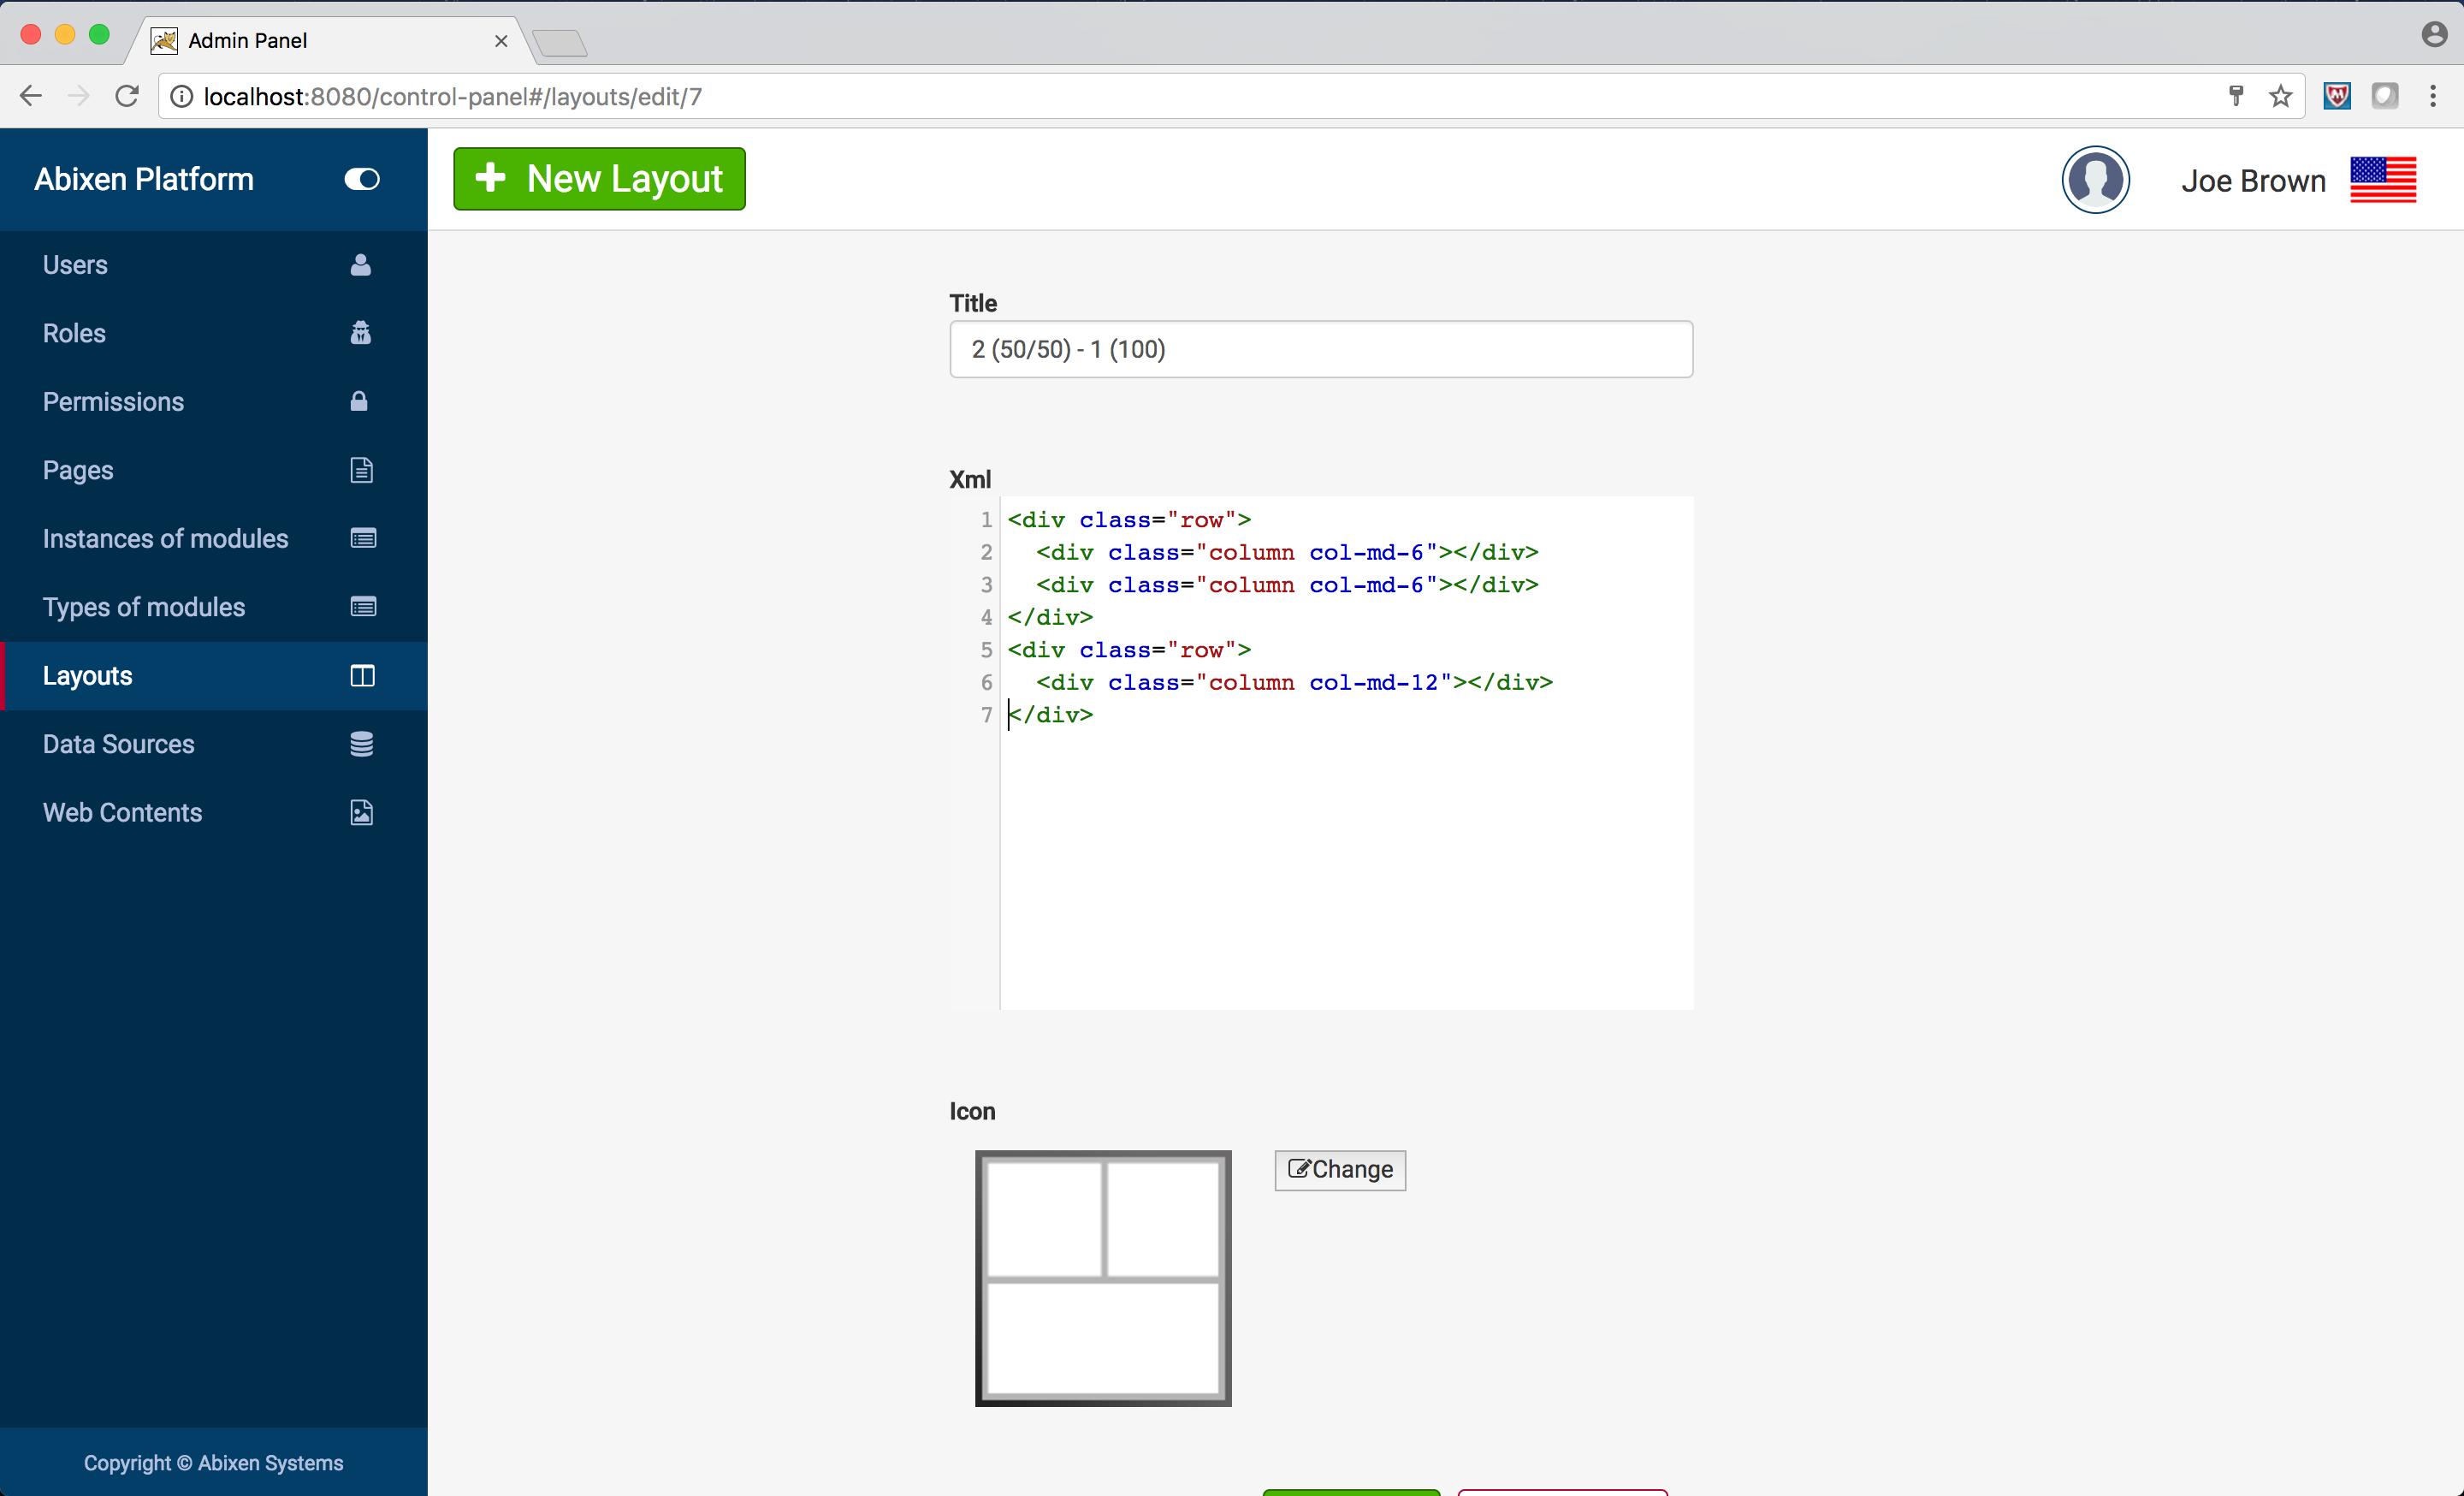 Admin Panel
localhost:8080/control-panel#/layouts/edit/7
Abixen Platform
New Layout
Joe Brown
Users
Roles
Permissions
Pages
Instances of modules
Types of modules
Layouts
Data Sources
Web Contents
Copyright © Abixen Systems
Title
2 (50/50) - 1 (100)
Xml
1 <div class="row">
2   <div class="column col-md-6"></div>
3   <div class="column col-md-6"></div>
4 </div>
5 <div class="row">
6   <div class="column col-md-12"></div>
7 </div>
Icon
Change